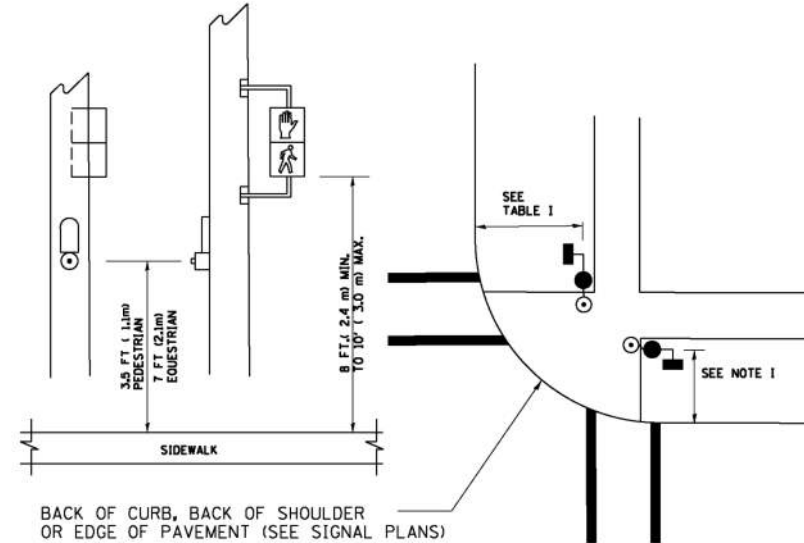 3.5 FT ( 1.1m)
PEDESTRIAN
7 FT (2.1m)
EQUESTRIAN
8 FT.( 2.4 m) MIN.
TO 10' ( 3.0 m) MAX.
SIDEWALK
BACK OF CURB, BACK OF SHOULDER
OR EDGE OF PAVEMENT (SEE SIGNAL PLANS)
SEE
TABLE I
SEE NOTE I